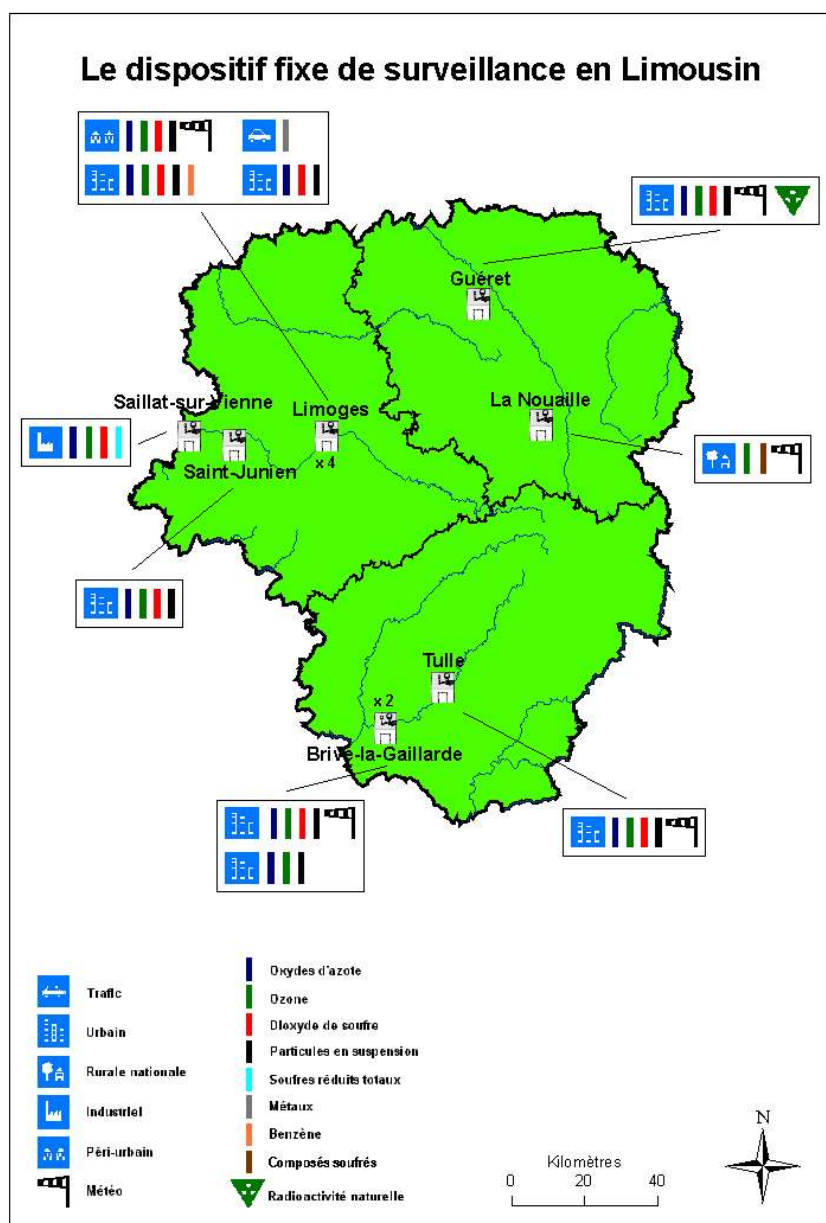 Le dispositif fixe de surveillance en Limousin
Guéret
Saillat-sur-Vienne
Limoges
La Nouaille
x 4
Saint-Junien
Tulle
x 2
Brive-la-Gaillarde
Trafic
Urbain
Rurale nationale
Industriel
Péri-urbain
Météo
Oxydes d'azote
Ozone
Dioxyde de soufre
Particules en suspension
Soufres réduits totaux
Métaux
Benzène
Composés soufrés
Radioactivité naturelle
Kilomètres
0 20 40
N